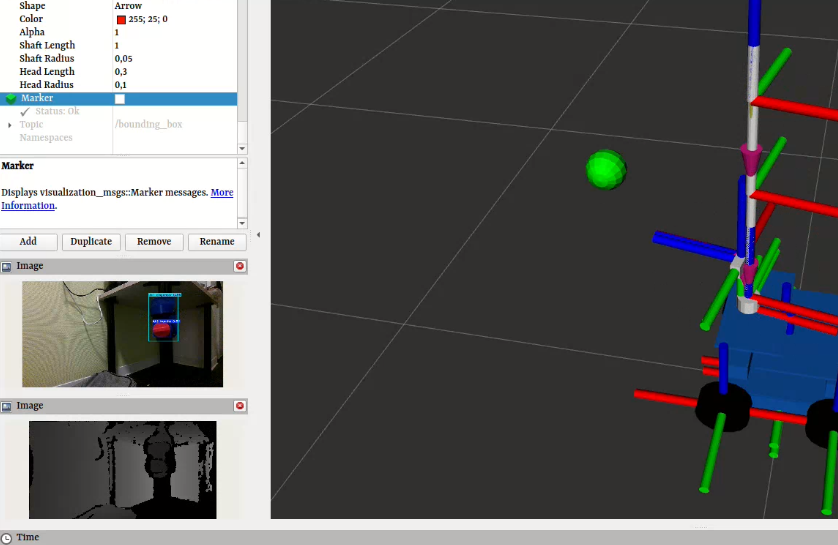 Shape Arrow
Color 255; 25; 0
Alpha 1
Shaft Length 1
Shaft Radius 0,05
Head Length 0,3
Head Radius 0,1
Marker
Status: Ok
Topic /bounding_box
Namespaces
Marker
Displays visualization_msgs::Marker messages. More
Information.
Add Duplicate Remove Rename
Image
Image
Time